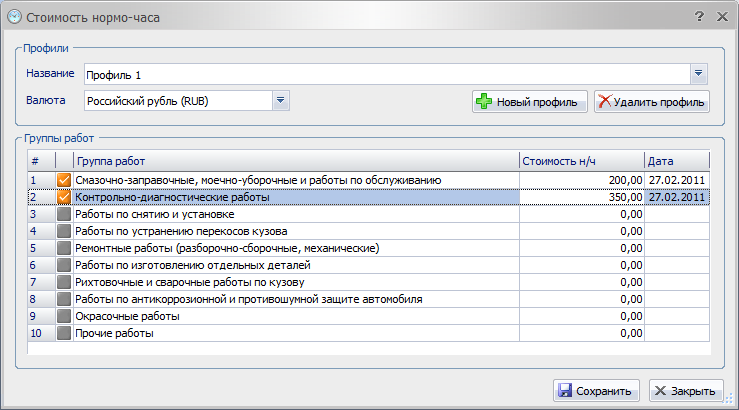 Стоимость нормо-часа
Профили
Название Профиль 1
Валюта Российский рубль (RUB) Новый профиль Удалить профиль
Группы работ
# Группа работ Стоимость н/ч Дата
1 Смазочно-заправочные, моечно-уборочные и работы по обслуживанию 200,00 27.02.2011
2 Контрольно-диагностические работы 350,00 27.02.2011
3 Работы по снятию и установке 0,00
4 Работы по устранению перекосов кузова 0,00
5 Ремонтные работы (разборочно-сборочные, механические) 0,00
6 Работы по изготовлению отдельных деталей 0,00
7 Рихтовочные и сварочные работы по кузову 0,00
8 Работы по антикоррозионной и противошумной защите автомобиля 0,00
9 Окрасочные работы 0,00
10 Прочие работы 0,00
Сохранить Закрыть